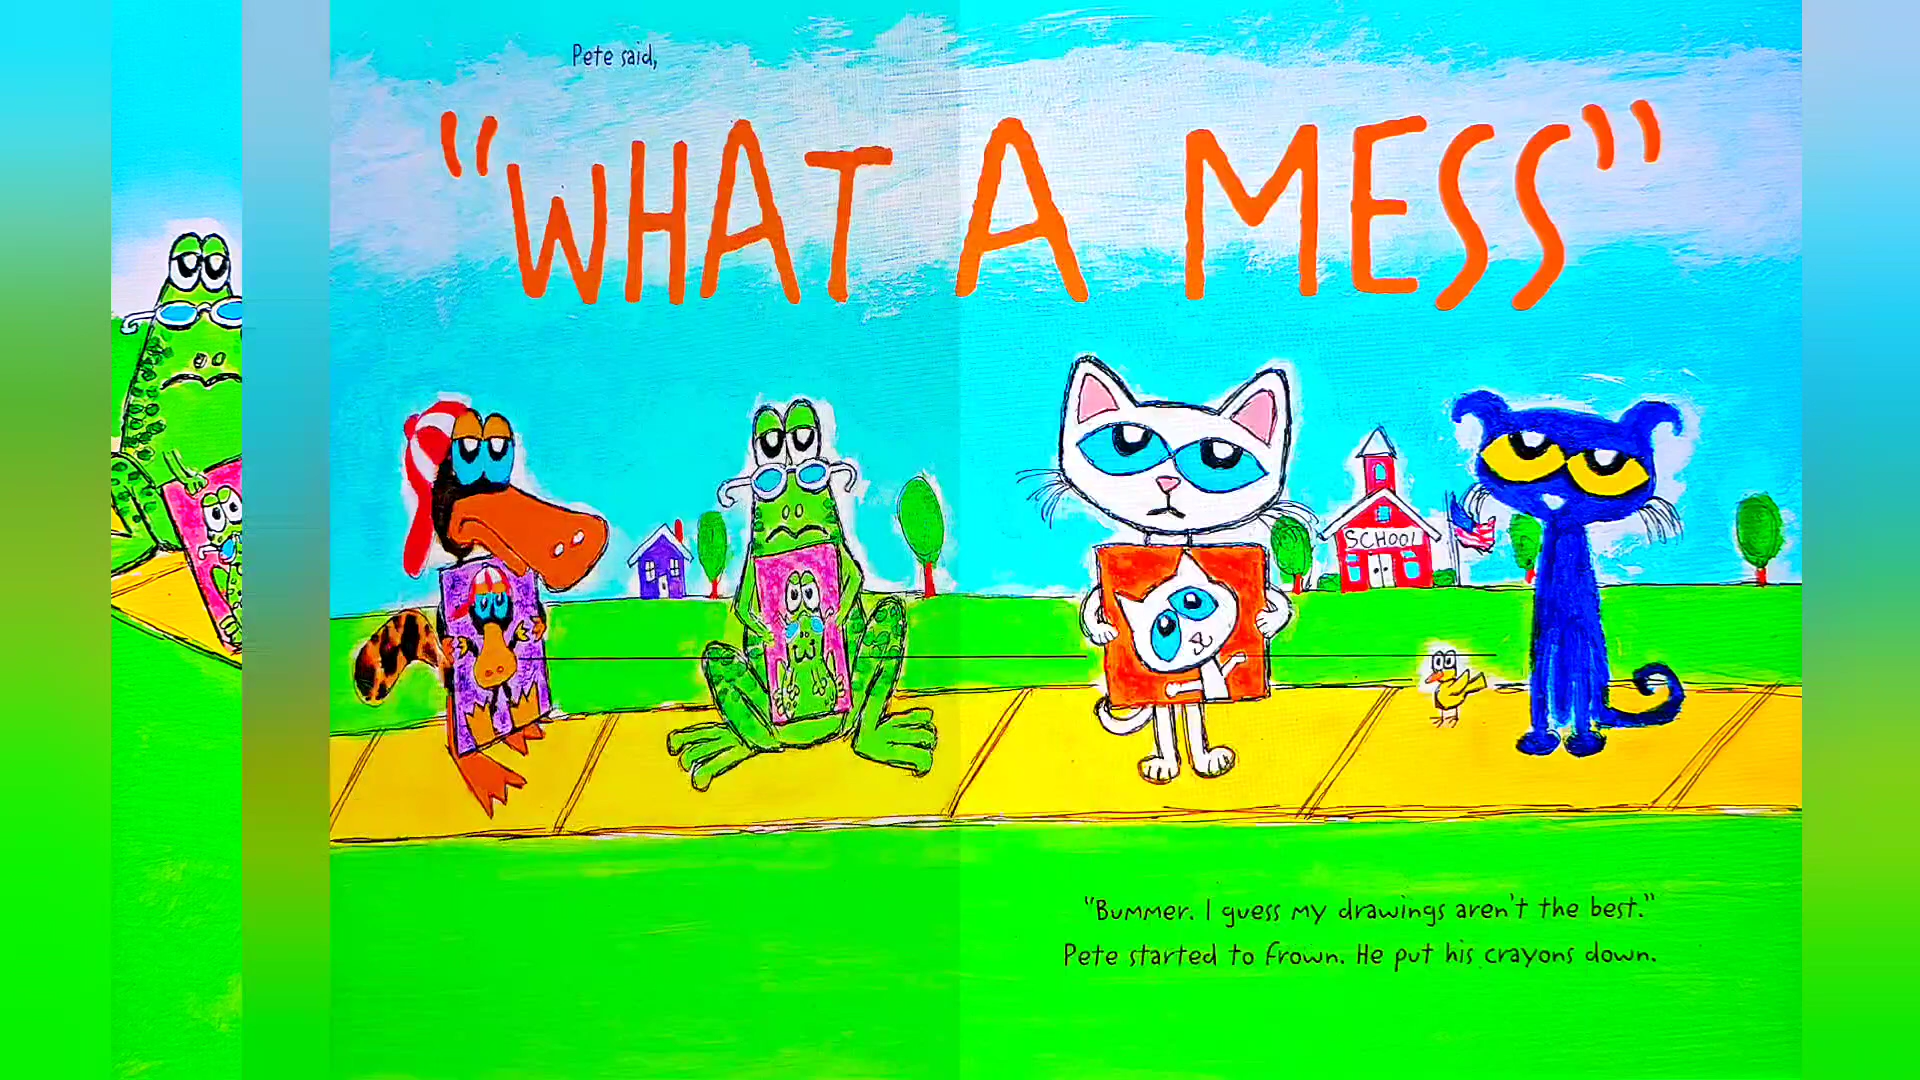 Pete said,
"WHAT A MESS"
SCHOOL
"Bummer. I guess my drawings aren't the best."
Pete started to frown. He put his crayons down.